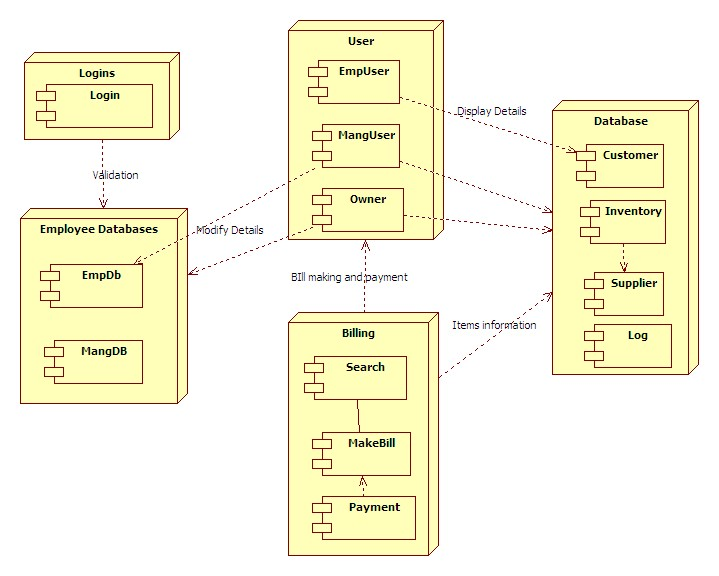 User
EmpUser
MangUser
Owner
Logins
Login
Validation
Display Details
Database
Customer
Inventory
Supplier
Log
Employee Databases
EmpDb
MangDB
Modify Details
BIll making and payment
Items information
Billing
Search
MakeBill
Payment